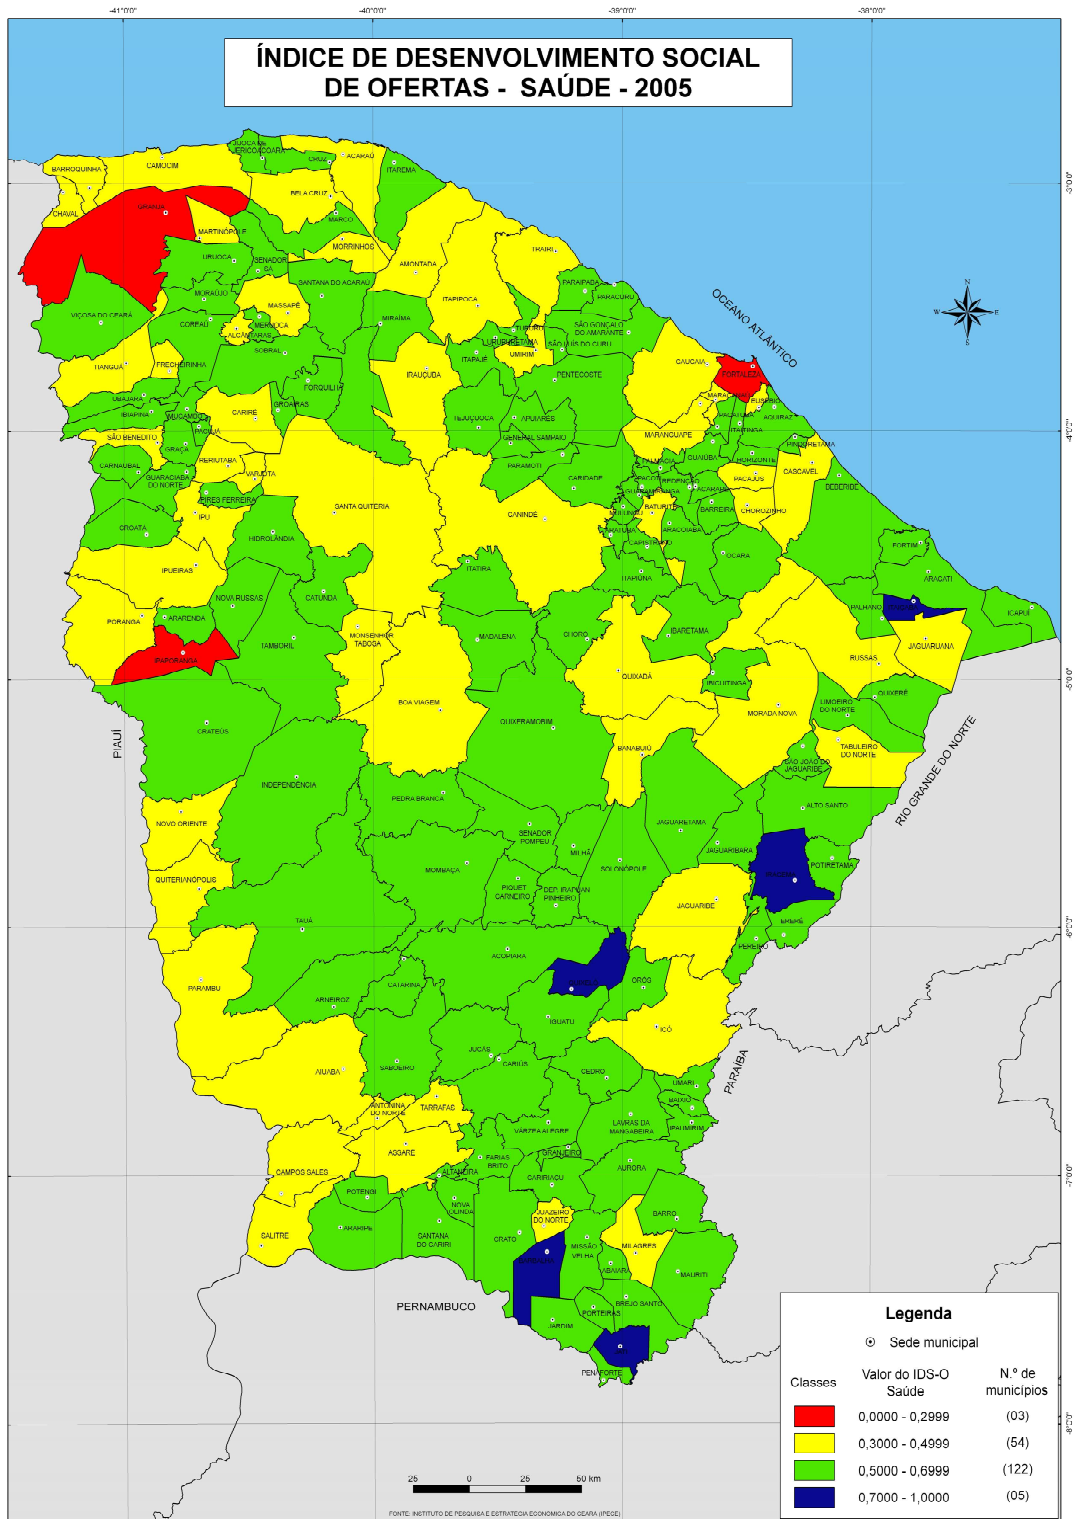 -41°0'0"
-40°0'0"
-39°0'0"
-38°0'0"
ÍNDICE DE DESENVOLVIMENTO SOCIAL
DE OFERTAS - SAÚDE - 2005
JIJOCA DE
JERICOACOARA
CRUZ
ACARAÚ
BARROQUINHA
CAMOCIM
ITAREMA
-3°0'0"
CHAVAL
GRANJA
BELA CRUZ
MARCO
MARTINÓPOLE
MORRINHOS
URUOCA
SENADOR
SÁ
AMONTADA
TRAIRI
SANTANA DO ACARAÚ
ITAPIPOCA
PARAIPABA
PARACURU
MORAÚJO
MASSAPÊ
VIÇOSA DO CEARÁ
COREAÚ
MERUOCA
ALCÂNTARAS
MIRAÍMA
TURURU
SÃO GONÇALO
DO AMARANTE
OCEANO ATLÂNTICO
N
W
E
S
URUBURETAMA
SÃO LUÍS DO CURU
UMIRIM
SOBRAL
ITAPAJÉ
TIANGUÁ
FRECHEIRINHA
IRAUÇUBA
PENTECOSTE
CAUCAIA
FORTALEZA
FORQUILHA
UBAJARA
IBIAPINA
MUCAMBO
CARIRÉ
GROAÍRAS
TEJUÇUOCA
APUIARÉS
MARACANAÚ
EUSÉBIO
PACATUBA
AQUIRAZ
ITAITINGA
PACUJÁ
SÃO BENEDITO
GRAÇA
GENERAL SAMPAIO
MARANGUAPE
PINDORETAMA
-4°0'0"
CARNAUBAL
RERIUTABA
VARJOTA
GUARACIABA
DO NORTE
PARAMOTI
CARIDADE
PALMÁCIA
GUAIÚBA
HORIZONTE
CASCAVEL
PACAJUS
BEBERIBE
PACOTI
REDENÇÃO
ACARAPE
GUARAMIRANGA
PIRES FERREIRA
IPU
SANTA QUITÉRIA
CANINDÉ
MULUNGU
BATURITÉ
BARREIRA
CHOROZINHO
ARATUBA
ARACOIABA
CROATÁ
HIDROLÂNDIA
CAPISTRANO
OCARA
FORTIM
IPUEIRAS
ITATIRA
ITAPIÚNA
ARACATI
NOVA RUSSAS
CATUNDA
PALHANO
ITAIÇABA
ICAPUÍ
PORANGA
ARARENDÁ
TAMBORIL
MONSENHOR
TABOSA
MADALENA
CHORÓ
IBARETAMA
JAGUARUANA
IPAPORANGA
RUSSAS
QUIXADÁ
IBICUITINGA
-5°0'0"
BOA VIAGEM
QUIXERAMOBIM
MORADA NOVA
LIMOEIRO
DO NORTE
QUIXERÉ
CRATEÚS
PIAUÍ
BANABUIÚ
TABULEIRO
DO NORTE
SÃO JOÃO DO
JAGUARIBE
RIO GRANDE DO NORTE
INDEPENDÊNCIA
PEDRA BRANCA
ALTO SANTO
NOVO ORIENTE
SENADOR
POMPEU
JAGUARETAMA
JAGUARIBARA
MILHÃ
MOMBAÇA
SOLONÓPOLE
POTIRETAMA
QUITERIANÓPOLIS
PIQUET
CARNEIRO
DEP. IRAPUAN
PINHEIRO
IRACEMA
JAGUARIBE
TAUÁ
ERERÊ
-6°0'0"
PEREIRO
ACOPIARA
PARAMBU
CATARINA
QUIXELÔ
ORÓS
ARNEIROZ
IGUATU
ICÓ
JUCÁS
CARIÚS
AIUABA
SABOEIRO
CEDRO
PARAÍBA
UMARI
BAIXIO
ANTONINA
DO NORTE
TARRAFAS
LAVRAS DA
MANGABEIRA
IPAUMIRIM
VÁRZEA ALEGRE
ASSARÉ
GRANJEIRO
FARIAS
BRITO
AURORA
CAMPOS SALES
ALTANEIRA
CARIRIAÇU
-7°0'0"
POTENGI
NOVA
OLINDA
JUAZEIRO
DO NORTE
BARRO
SALITRE
ARARIPE
SANTANA
DO CARIRI
CRATO
MISSÃO
VELHA
MILAGRES
BARBALHA
ABAIARA
MAURITI
BREJO SANTO
PORTEIRAS
PERNAMBUCO
JARDIM
PENAFORTE
Legenda
Sede municipal
Classes
Valor do IDS-O
Saúde
N.º de
municípios
0,0000 - 0,2999
(03)
0,3000 - 0,4999
(54)
0,5000 - 0,6999
(122)
0,7000 - 1,0000
(05)
-8°0'0"
25
0
25
50 km
FONTE: INSTITUTO DE PESQUISA E ESTRATÉGIA ECONÔMICA DO CEARÁ (IPECE)